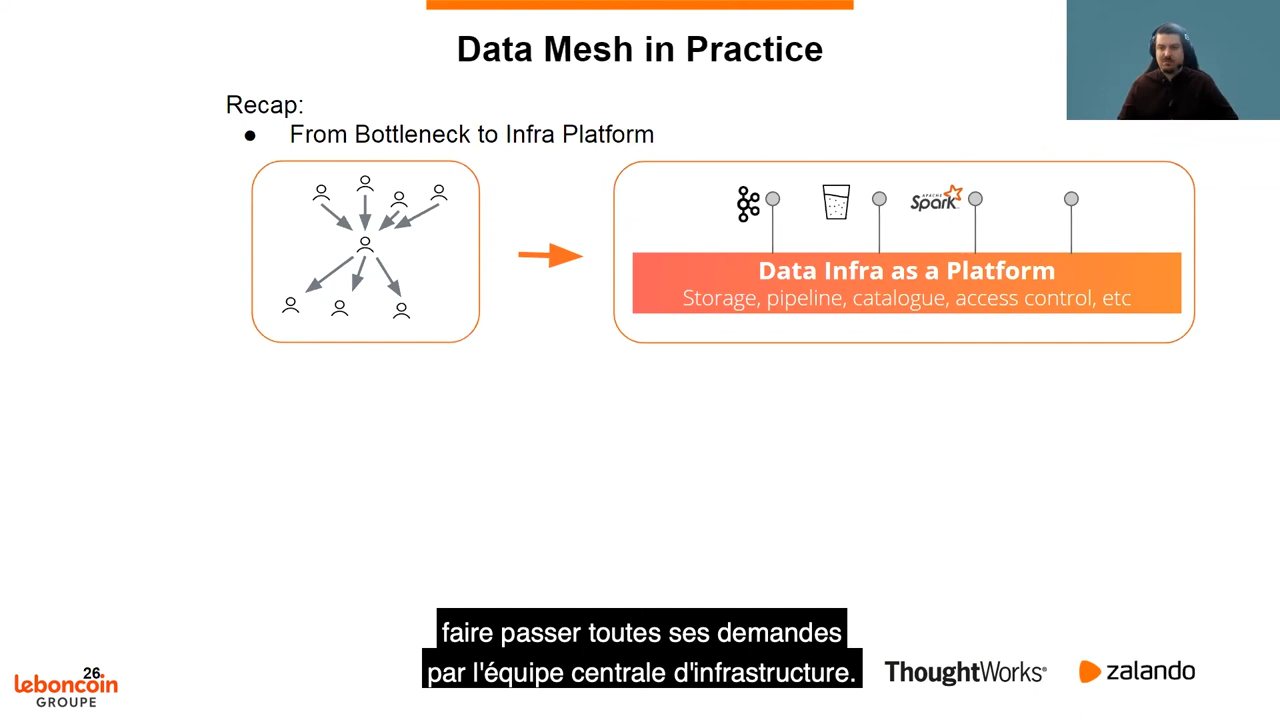 Data Mesh in Practice
Recap:
● From Bottleneck to Infra Platform
APACHE
Spark
Data Infra as a Platform
Storage, pipeline, catalogue, access control, etc
faire passer toutes ses demandes
par l'équipe centrale d'infrastructure.
26
leboncoin
GROUPE
ThoughtWorks®
zalando